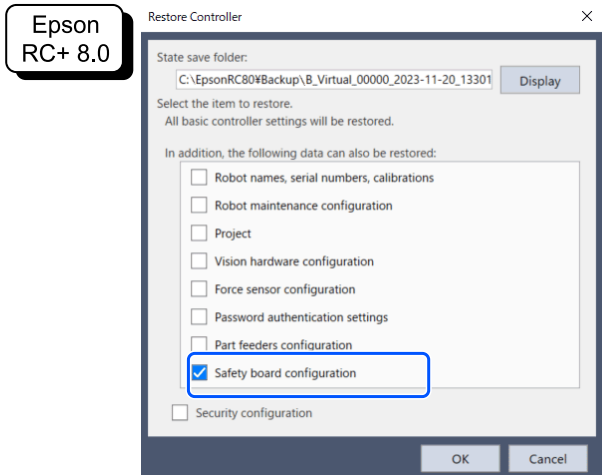 Epson
RC+ 8.0
Restore Controller
State save folder:
C:\EpsonRC80¥Backup\B_Virtual_00000_2023-11-20_13301
Display
Select the item to restore.
All basic controller settings will be restored.
In addition, the following data can also be restored:
Robot names, serial numbers, calibrations
Robot maintenance configuration
Project
Vision hardware configuration
Force sensor configuration
Password authentication settings
Part feeders configuration
Safety board configuration
Security configuration
OK
Cancel